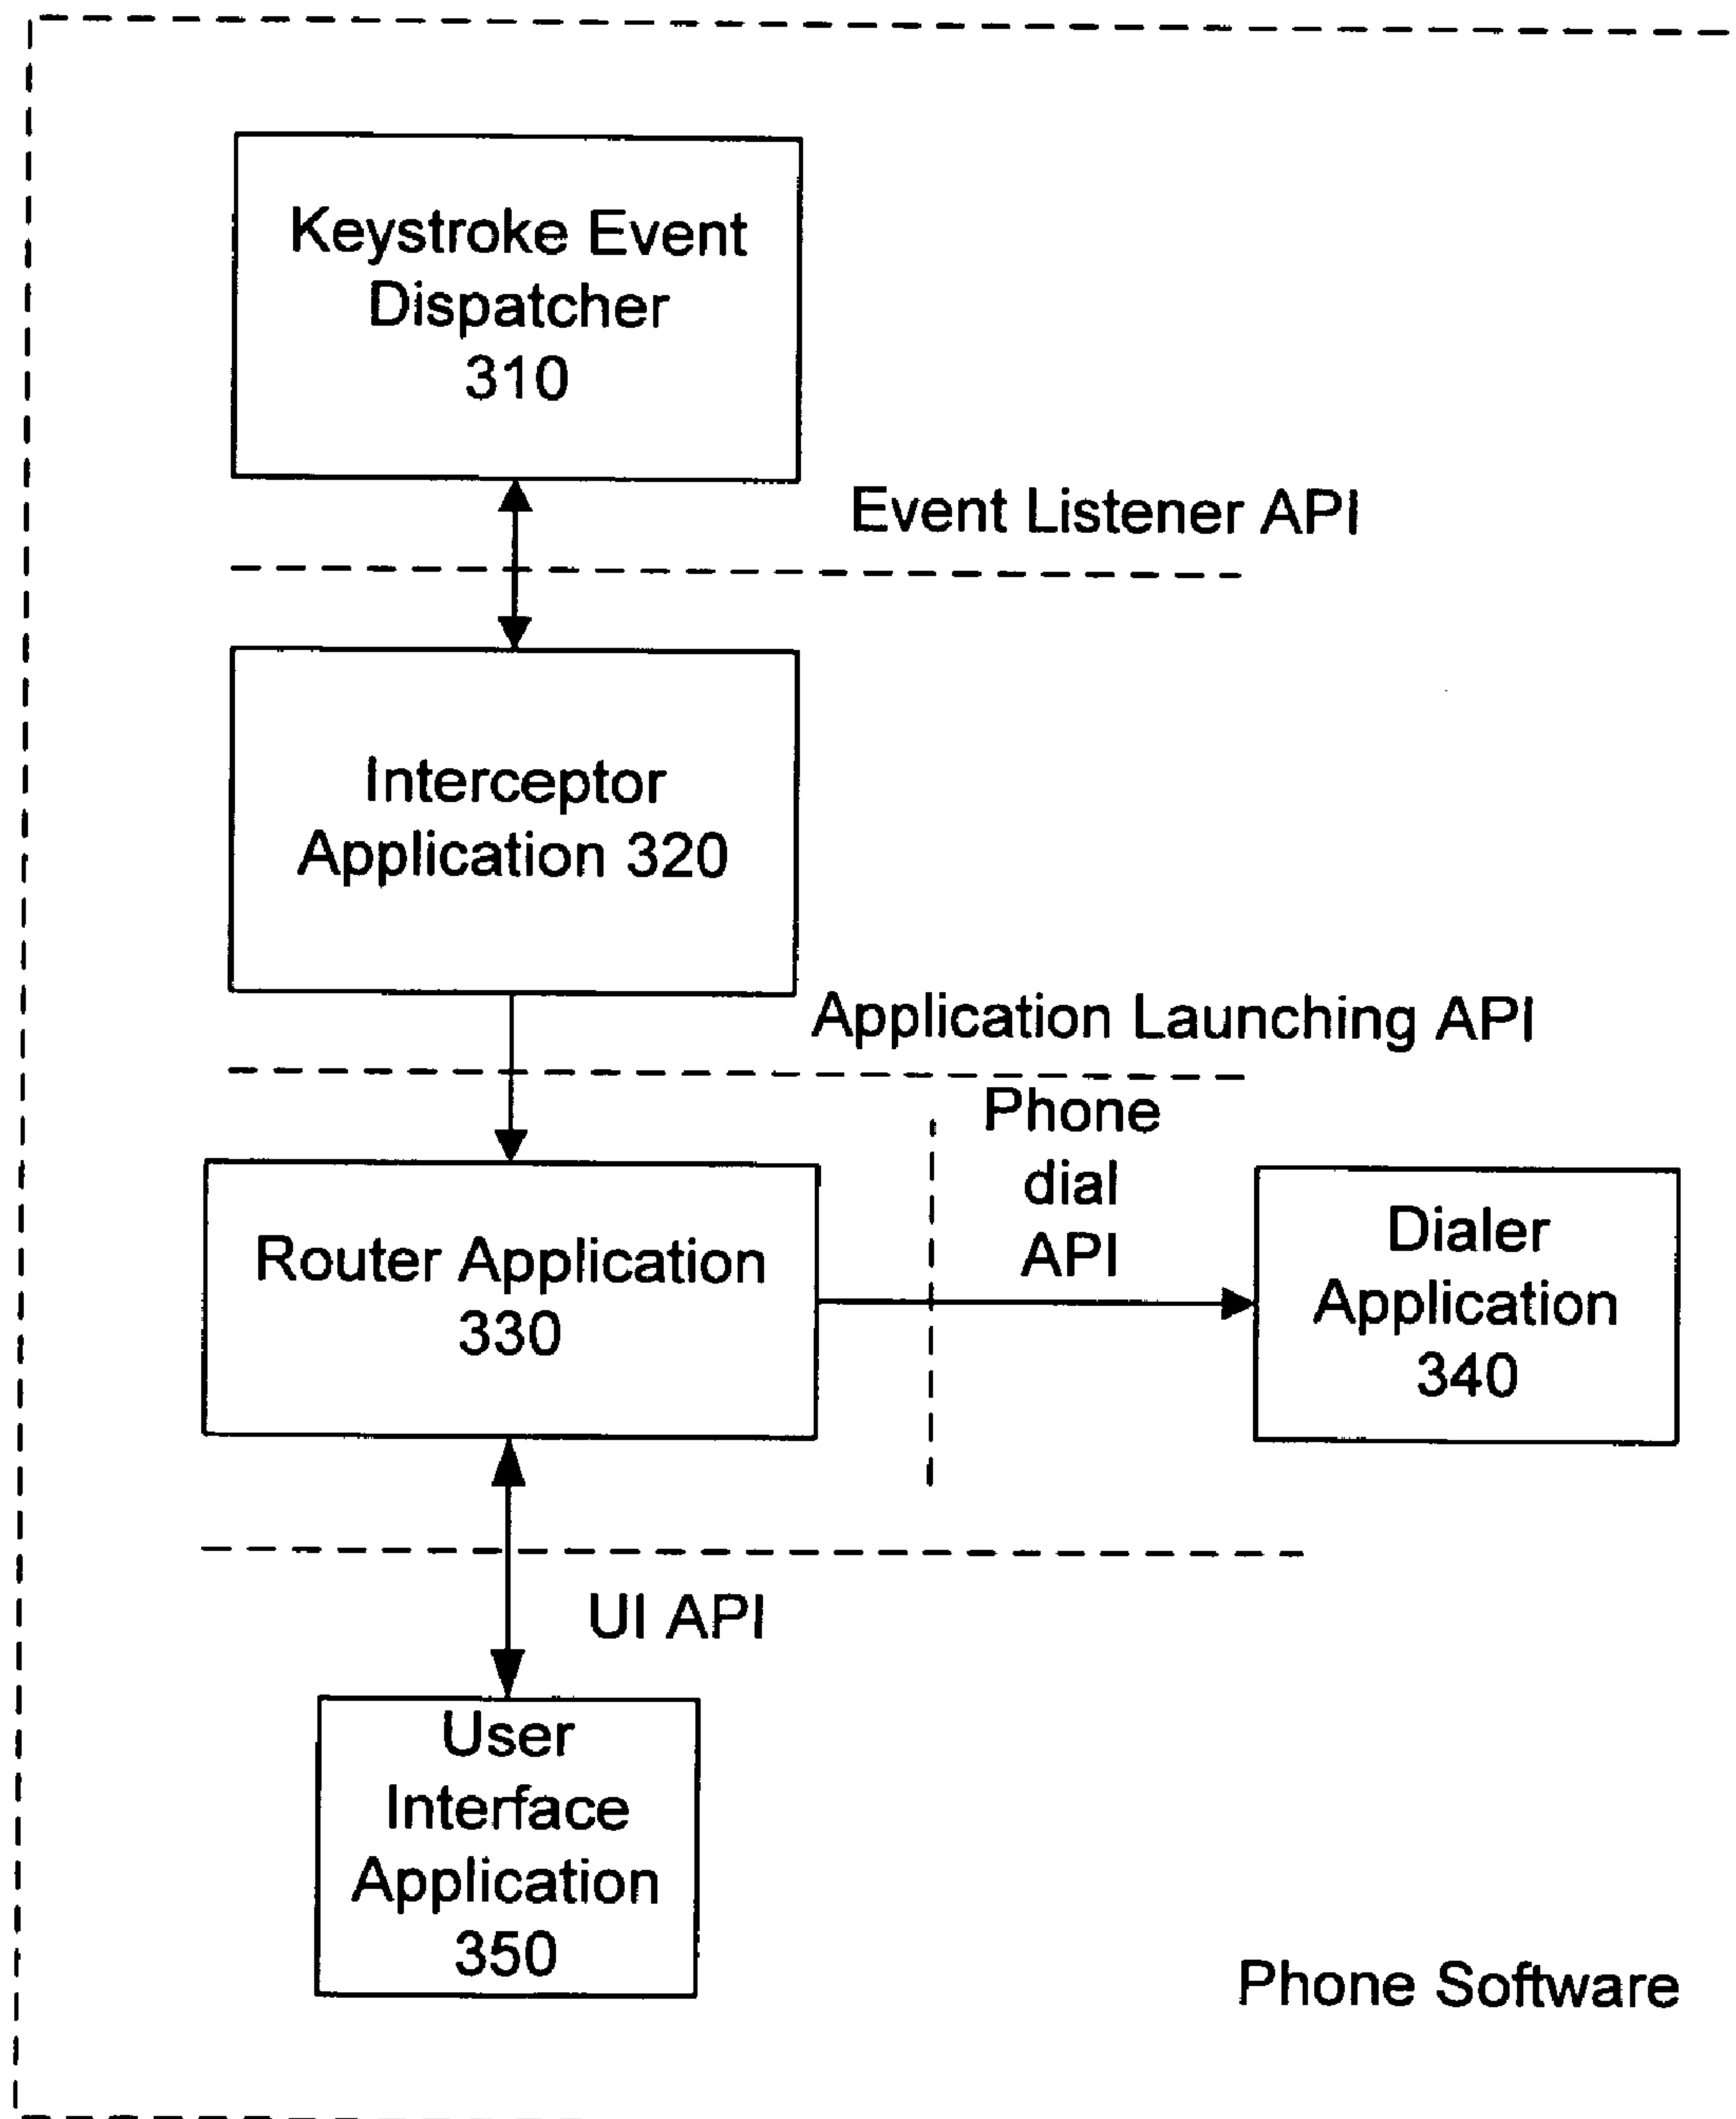 Keystroke Event
Dispatcher
310
Event Listener API
Interceptor
Application 320
Application Launching API
Phone
dial
API
Router Application
330
Dialer
Application
340
UI API
User
Interface
Application
350
Phone Software